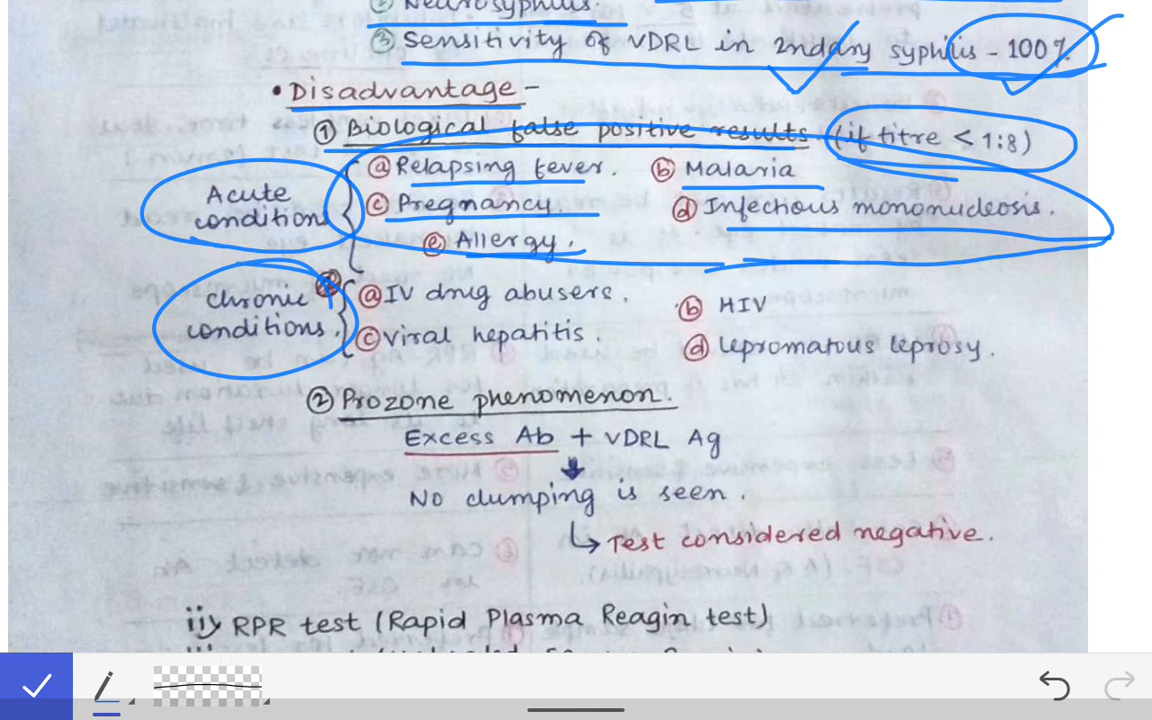 ② Neurosyphilis.
③ Sensitivity of VDRL in 2nddary syphilis - 100%.
• Disadvantage -
① Biological false positive results (if titre < 1:8)
Acute conditions
ⓐ Relapsing fever. ⓑ Malaria
ⓒ Pregnancy. ⓓ Infectious mononucleosis.
ⓔ Allergy.
Chronic conditions.
ⓐ IV drug abusers. ⓑ HIV
ⓒ Viral hepatitis. ⓓ Lepromatous leprosy.
② Prozone phenomenon.
Excess Ab + VDRL Ag
↓
No clumping is seen.
↳ Test considered negative.
ii) RPR test (Rapid Plasma Reagin test)